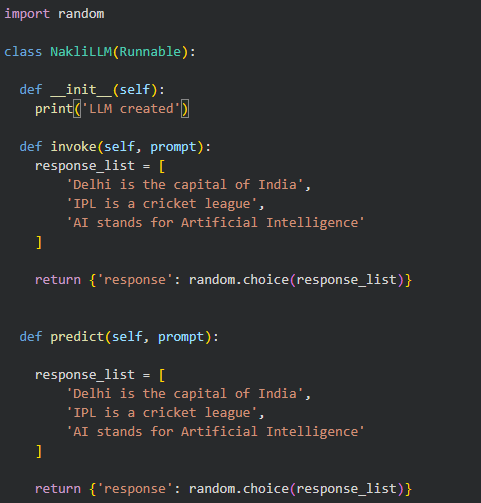 import random
class NakliLLM(Runnable):
  def __init__(self):
    print('LLM created')
  def invoke(self, prompt):
    response_list = [
        'Delhi is the capital of India',
        'IPL is a cricket league',
        'AI stands for Artificial Intelligence'
    ]
    return {'response': random.choice(response_list)}
  def predict(self, prompt):
    response_list = [
        'Delhi is the capital of India',
        'IPL is a cricket league',
        'AI stands for Artificial Intelligence'
    ]
    return {'response': random.choice(response_list)}